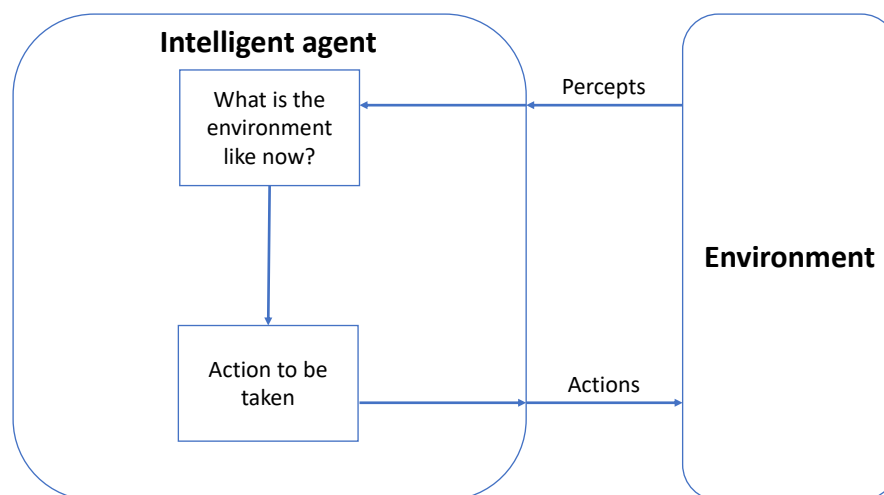 Intelligent agent
What is the
environment
like now?
Percepts
Environment
Action to be
taken
Actions